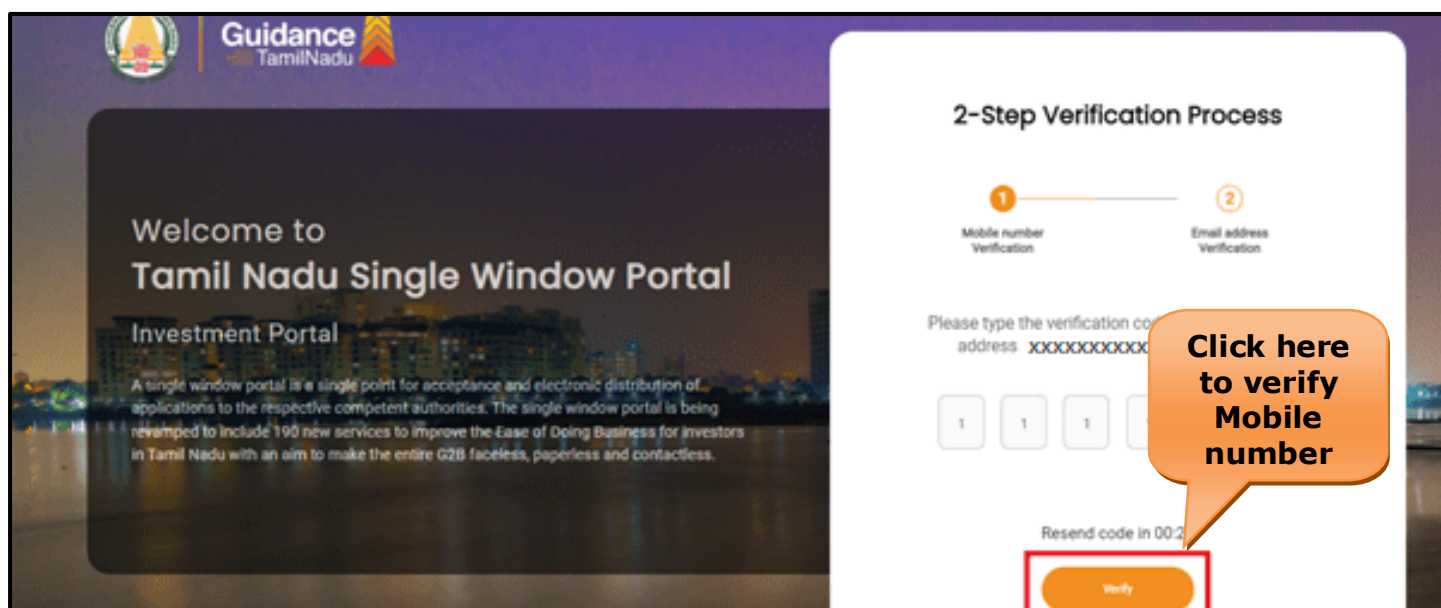 Guidance
TamilNadu
Welcome to
Tamil Nadu Single Window Portal
Investment Portal
A single window portal is a single point for acceptance and electronic distribution of
applications to the respective competent authorities. The single window portal is being
revamped to include 190 new services to improve the Ease of Doing Business for investors
in Tamil Nadu with an aim to make the entire G2B faceless, paperless and contactless.
2-Step Verification Process
1
2
Mobile number
Verification
Email address
Verification
Please type the verification
address XXXXXXXXXX
1 1 1
Click here
to verify
Mobile
number
Resend code in 00:2
Verify